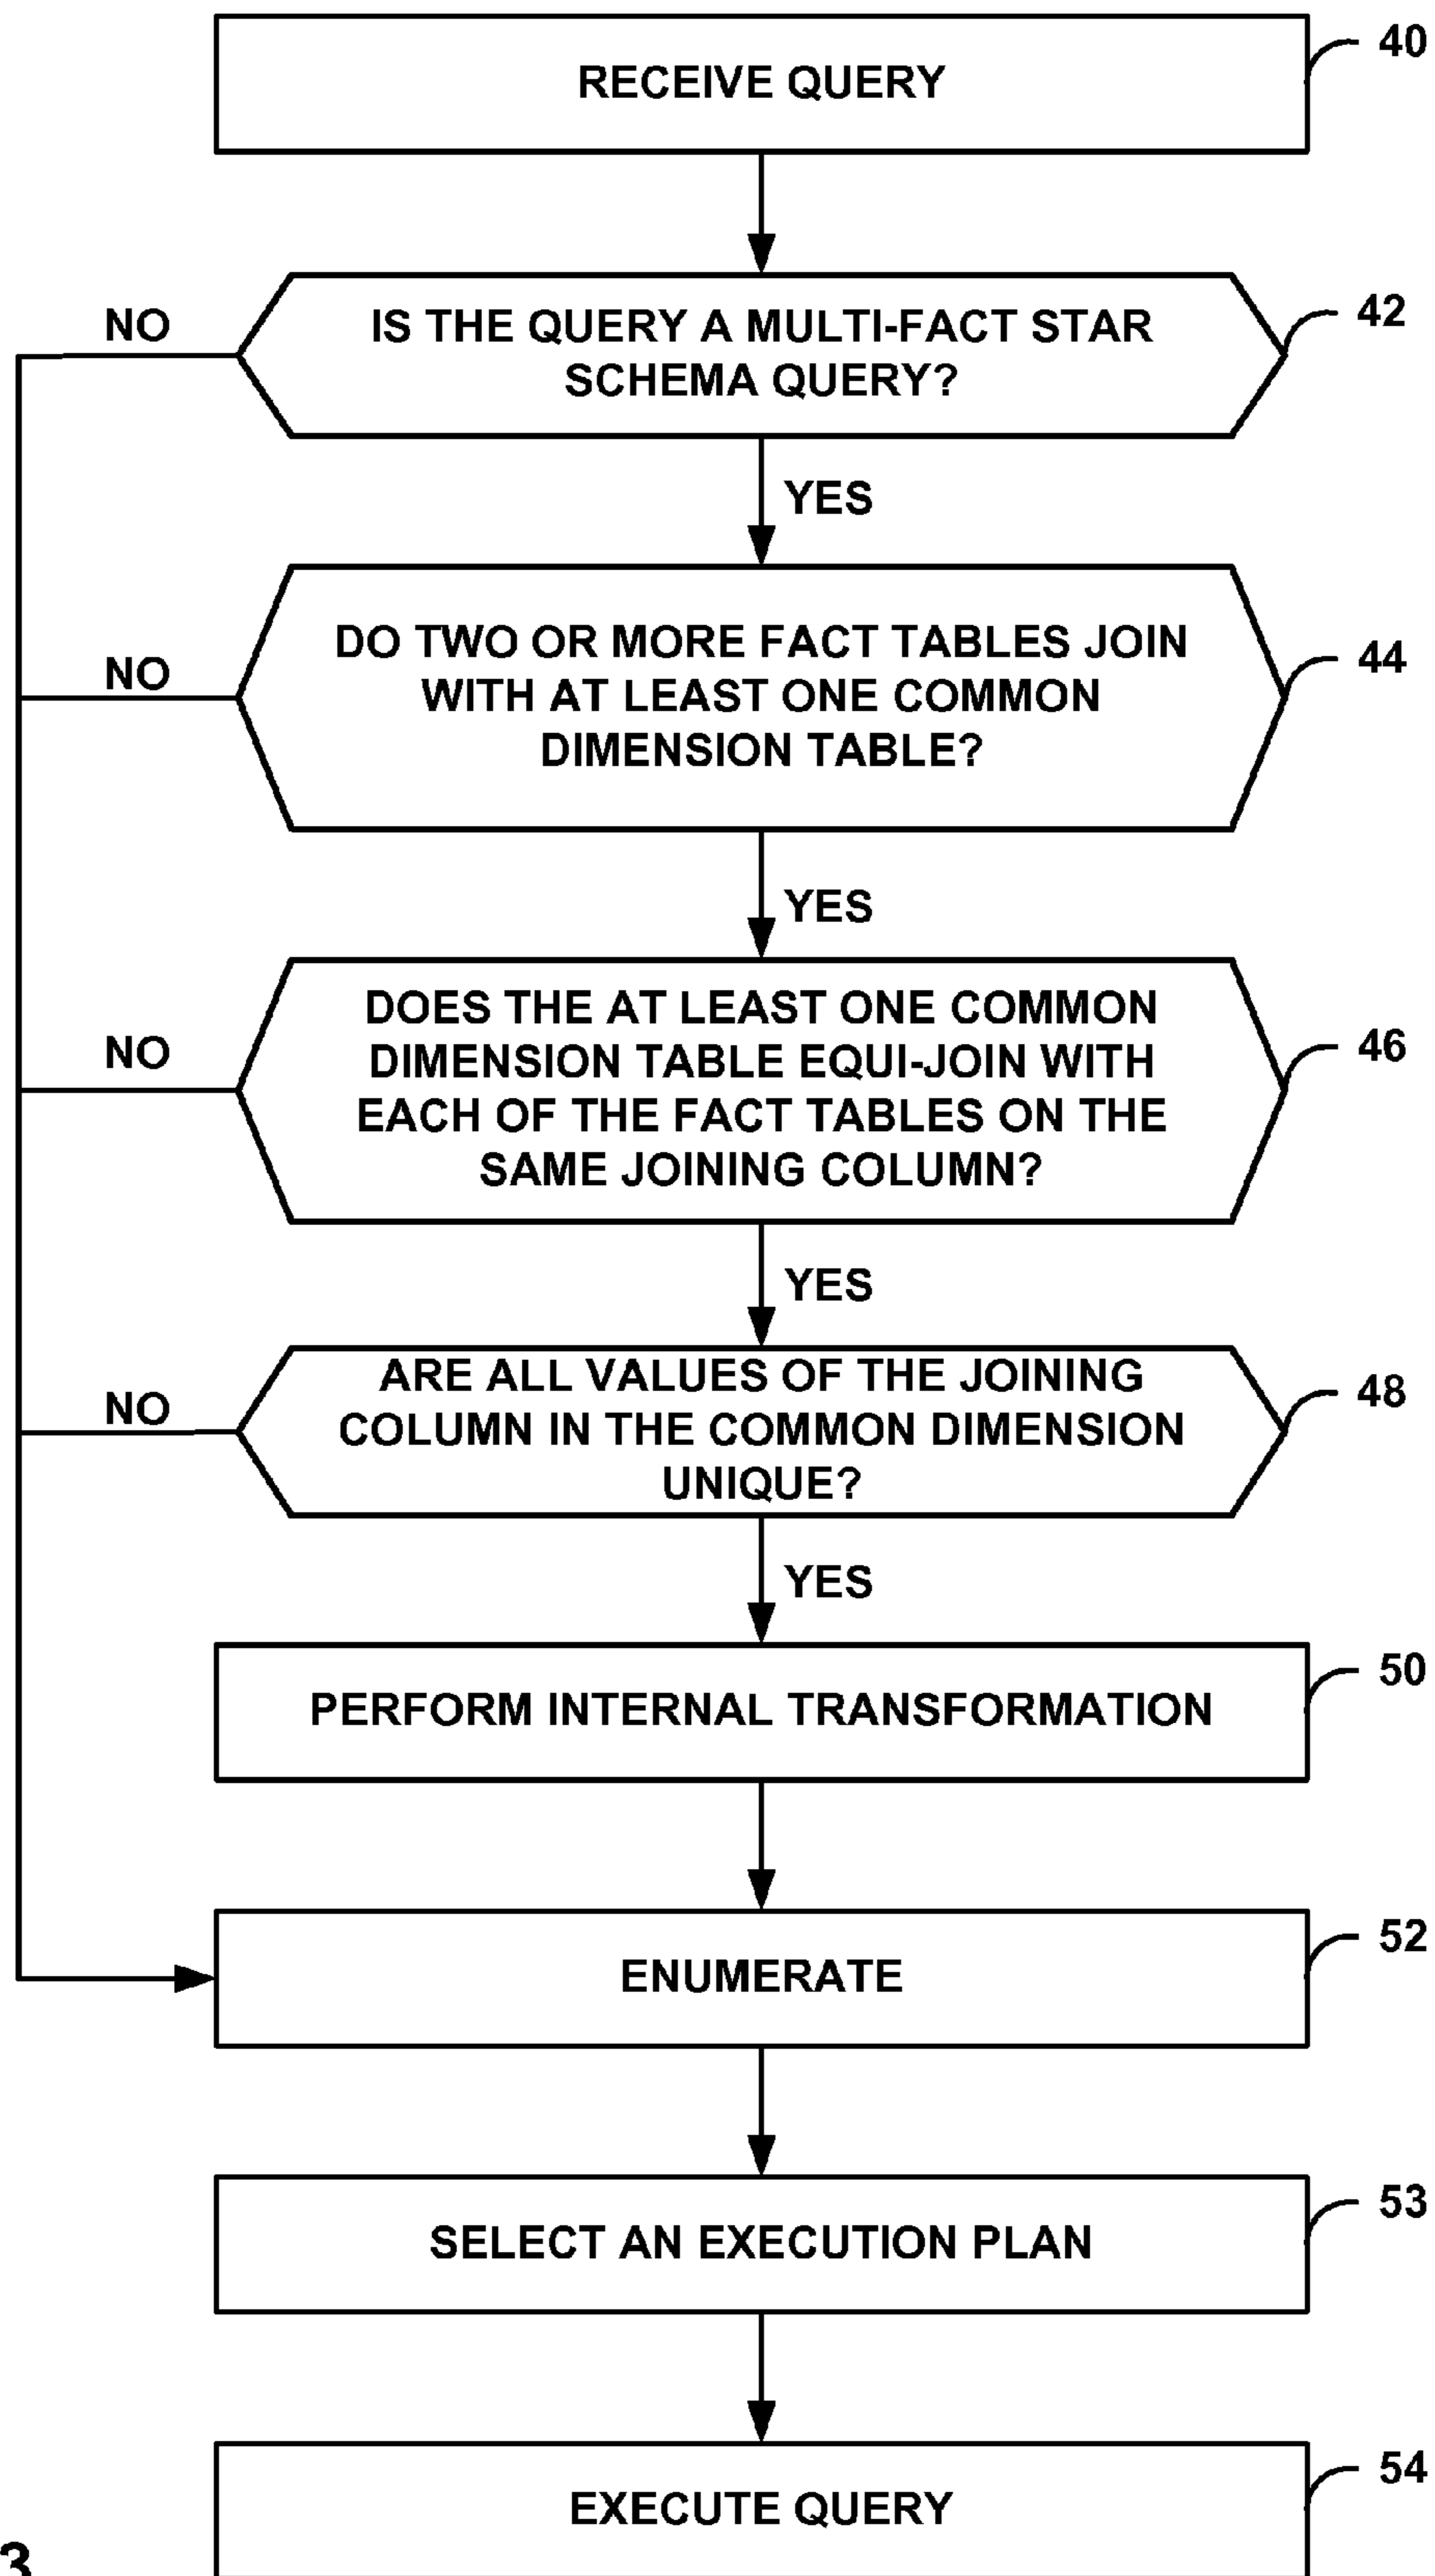 RECEIVE QUERY
40
NO
IS THE QUERY A MULTI-FACT STAR
SCHEMA QUERY?
42
YES
NO
DO TWO OR MORE FACT TABLES JOIN
WITH AT LEAST ONE COMMON
DIMENSION TABLE?
44
YES
NO
DOES THE AT LEAST ONE COMMON
DIMENSION TABLE EQUI-JOIN WITH
EACH OF THE FACT TABLES ON THE
SAME JOINING COLUMN?
46
YES
NO
ARE ALL VALUES OF THE JOINING
COLUMN IN THE COMMON DIMENSION
UNIQUE?
48
YES
PERFORM INTERNAL TRANSFORMATION
50
ENUMERATE
52
SELECT AN EXECUTION PLAN
53
EXECUTE QUERY
54
3